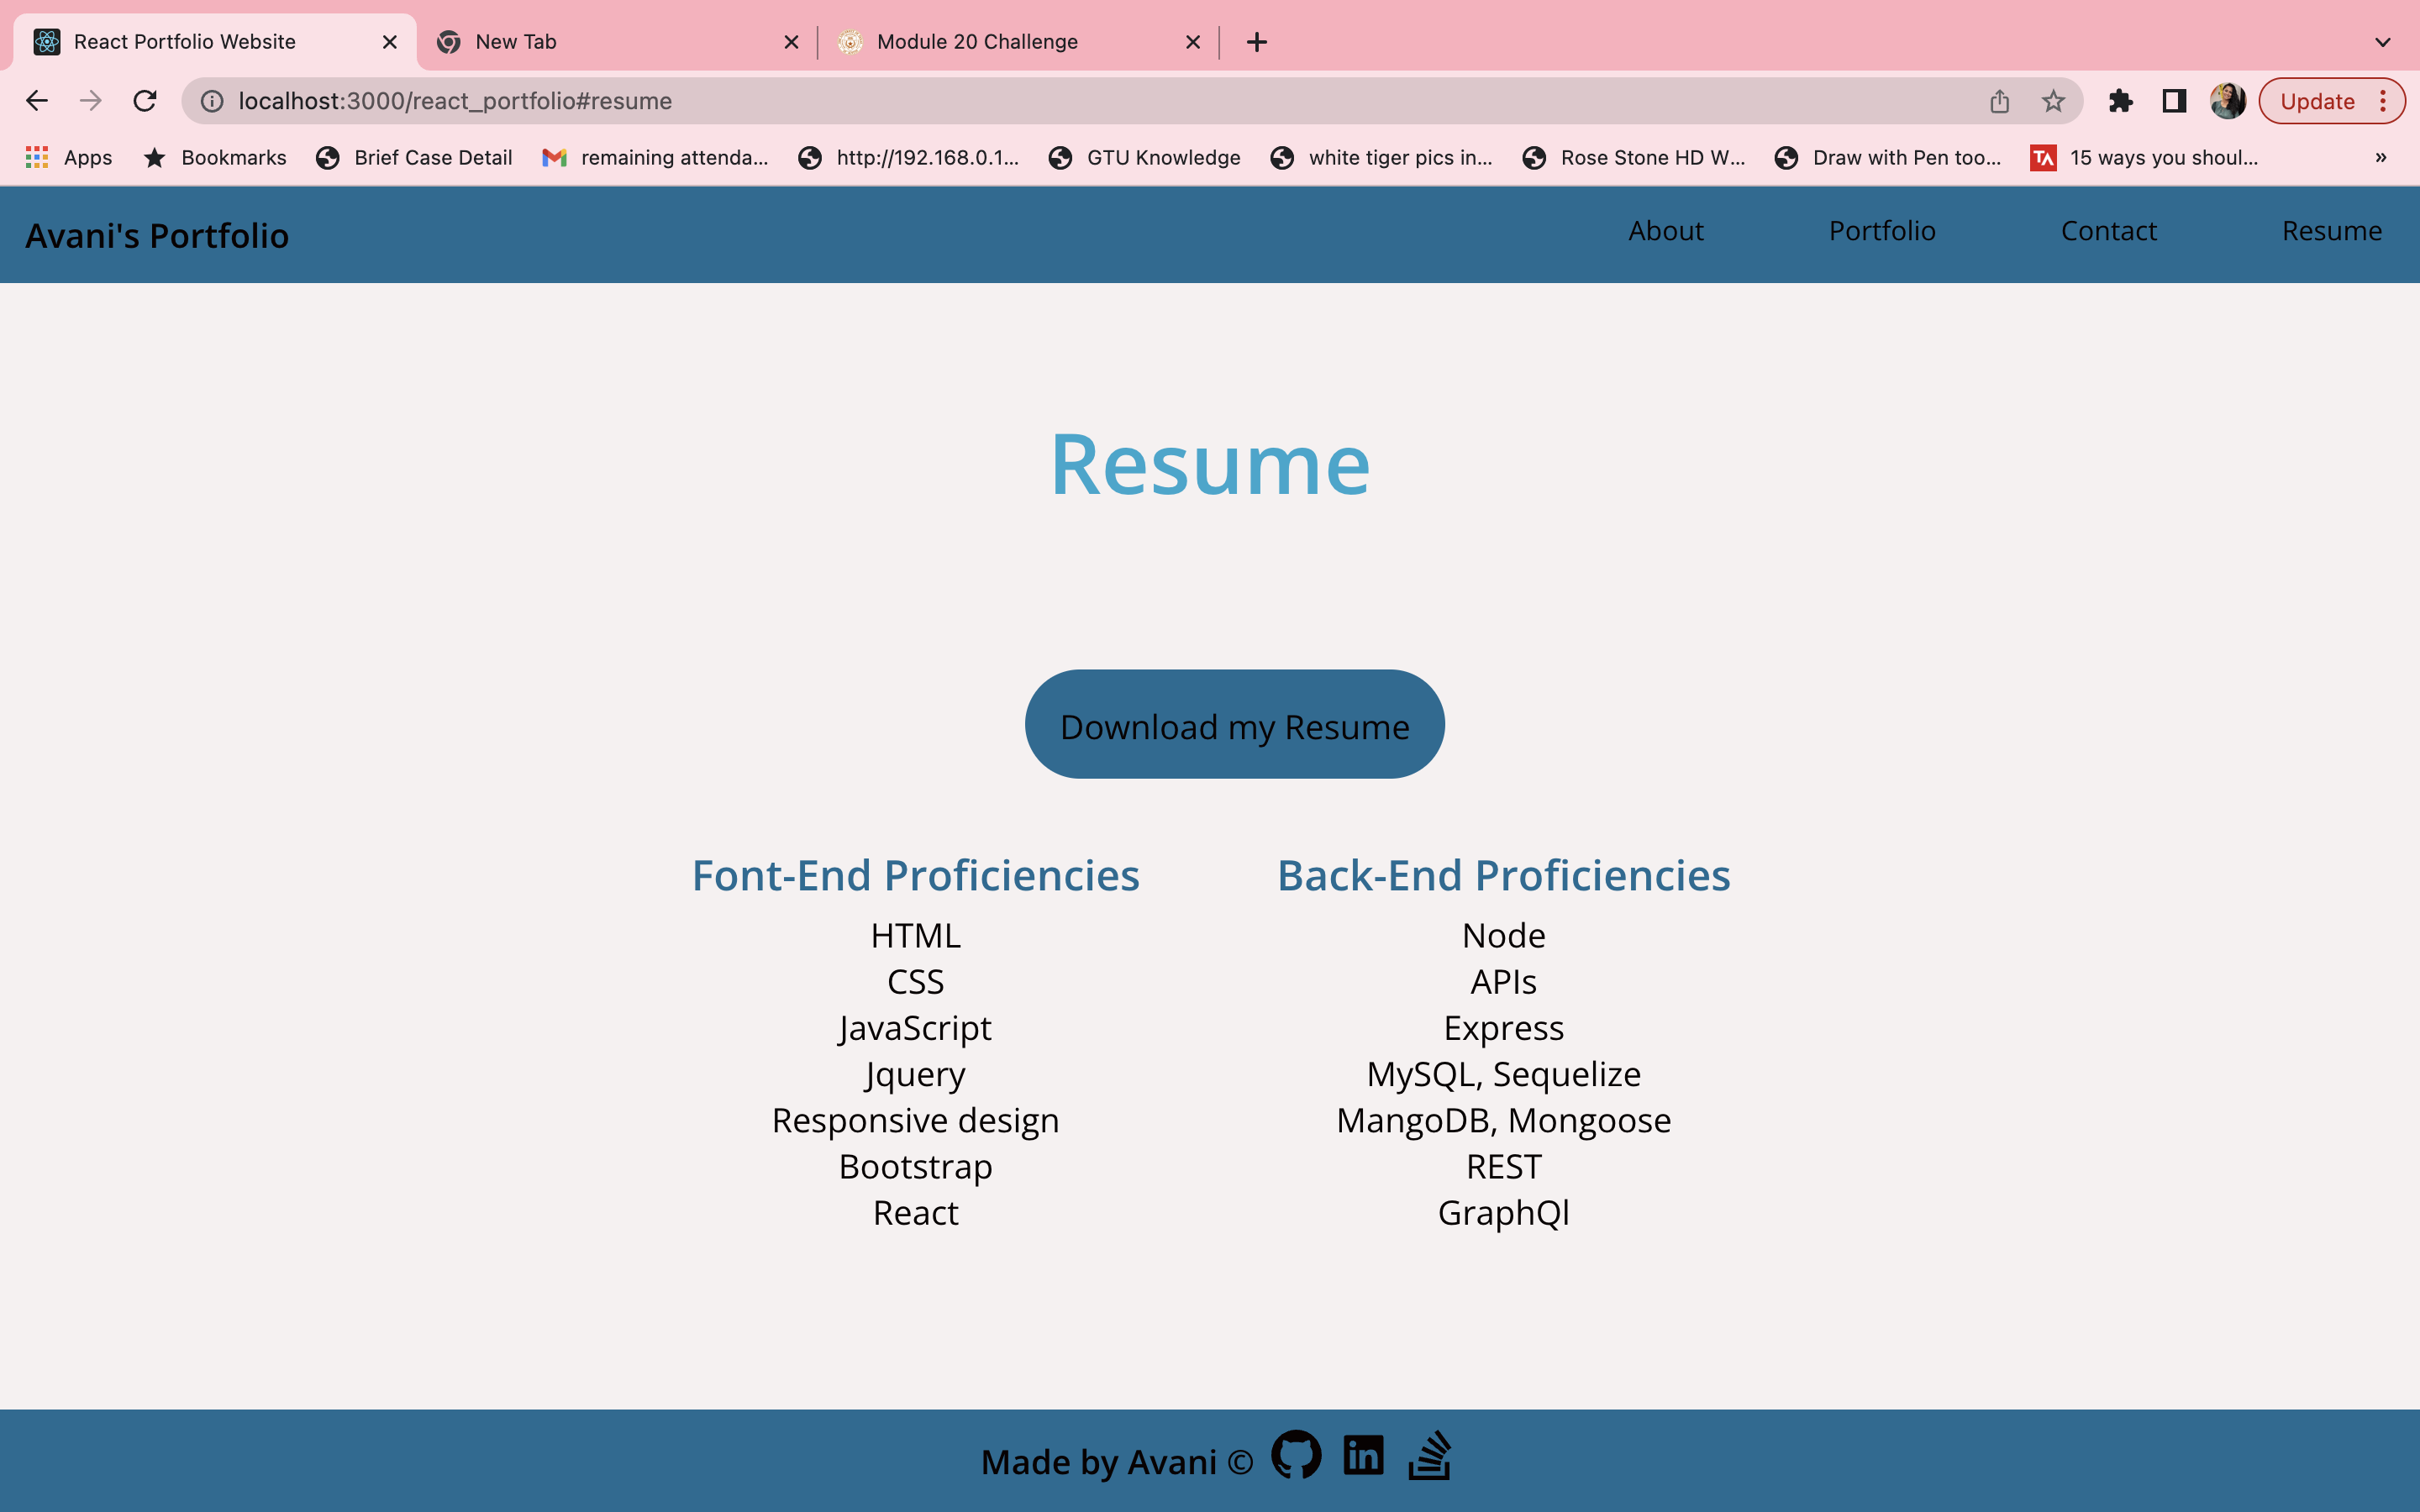 React Portfolio Website New Tab Module 20 Challenge
localhost:3000/react_portfolio#resume Update
Apps Bookmarks Brief Case Detail remaining attenda... http://192.168.0.1... GTU Knowledge white tiger pics in... Rose Stone HD W... Draw with Pen too... TA 15 ways you shoul... »
Avani's Portfolio About Portfolio Contact Resume
Resume
Download my Resume
Font-End Proficiencies
HTML
CSS
JavaScript
Jquery
Responsive design
Bootstrap
React
Back-End Proficiencies
Node
APIs
Express
MySQL, Sequelize
MangoDB, Mongoose
REST
GraphQl
Made by Avani © in